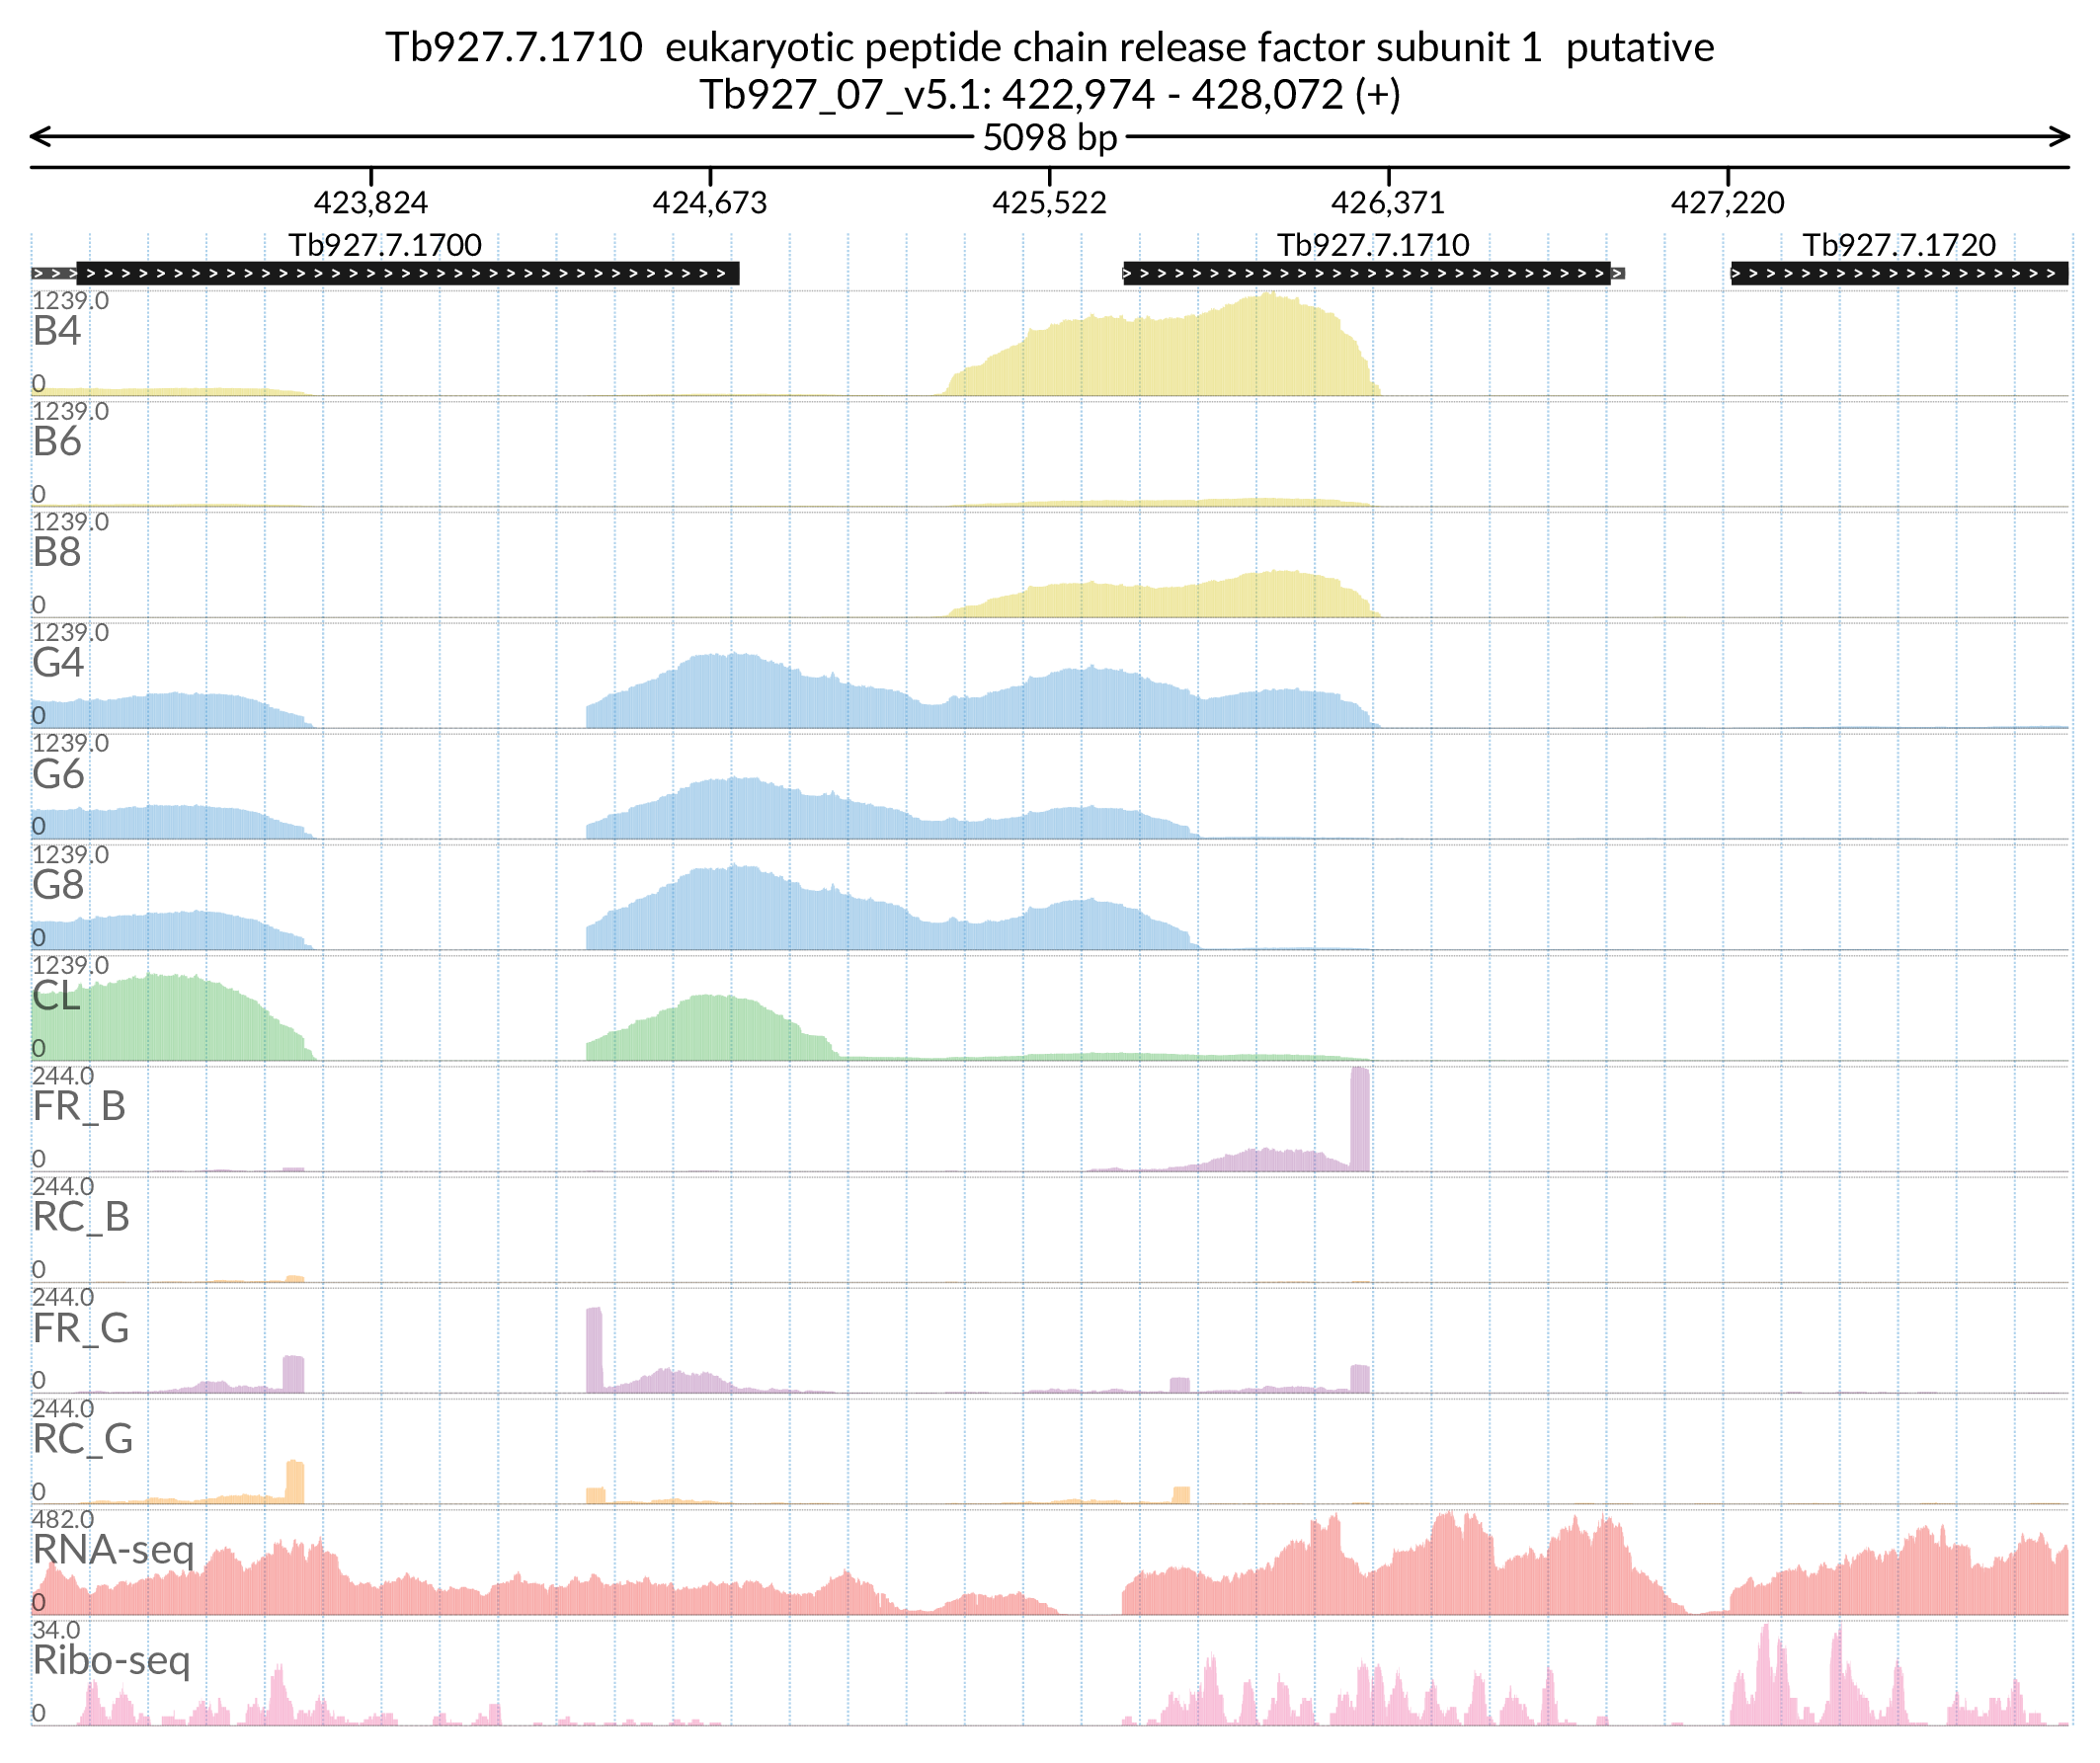 Tb927.7.1710  eukaryotic peptide chain release factor subunit 1  putative
Tb927_07_v5.1: 422,974 - 428,072 (+)
5098 bp
423,824 424,673 425,522 426,371 427,220
Tb927.7.1700 Tb927.7.1710 Tb927.7.1720
1239.0
B4
0
1239.0
B6
0
1239.0
B8
0
1239.0
G4
0
1239.0
G6
0
1239.0
G8
0
1239.0
CL
0
244.0
FR_B
0
244.0
RC_B
0
244.0
FR_G
0
244.0
RC_G
0
482.0
RNA-seq
0
34.0
Ribo-seq
0